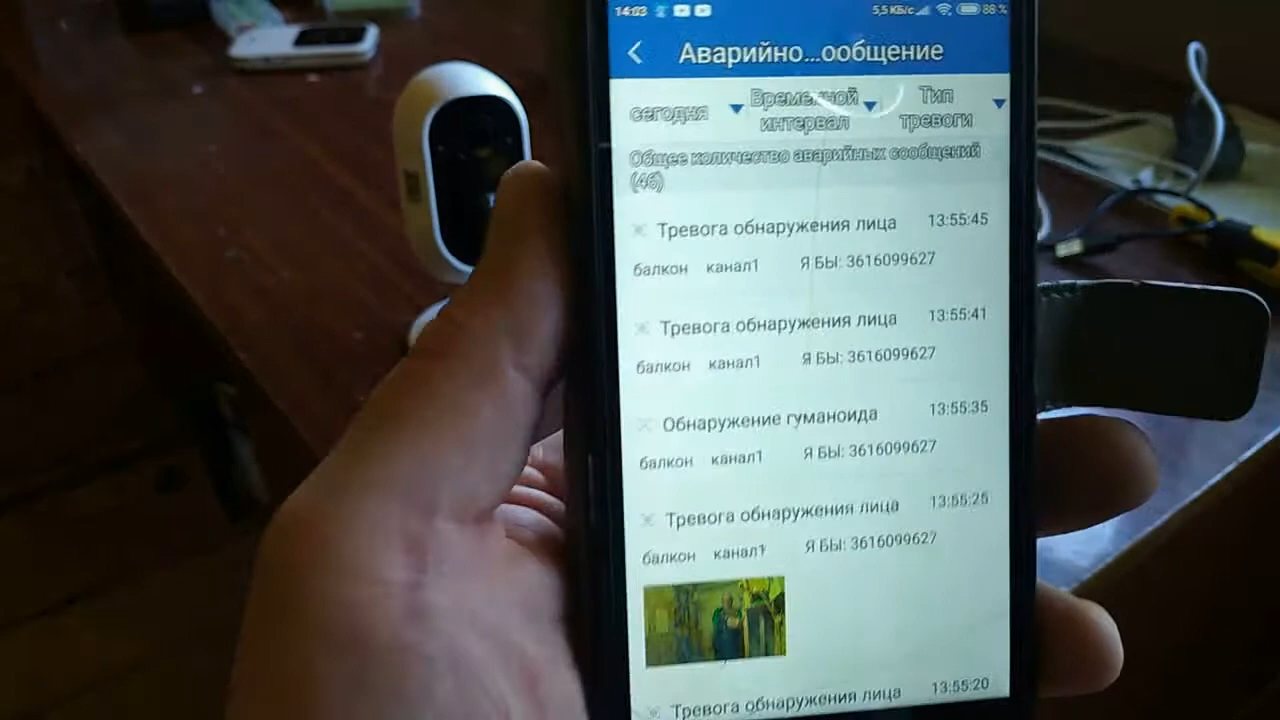 14:03 5,5 КБ/с 88 %
Аварийно...ообщение
сегодня Временной интервал Тип тревоги
Общее количество аварийных сообщений
(46)
Тревога обнаружения лица 13:55:45
балкон канал1 Я БЫ: 3616099627
Тревога обнаружения лица 13:55:41
балкон канал1 Я БЫ: 3616099627
Обнаружение гуманоида 13:55:35
балкон канал1 Я БЫ: 3616099627
Тревога обнаружения лица 13:55:25
балкон канал1 Я БЫ: 3616099627
Тревога обнаружения лица 13:55:20